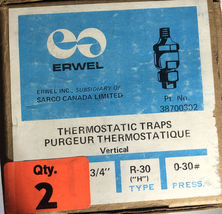 ERWEL
ERWEL INC., SUBSIDIARY OF
SARCO CANADA LIMITED
Pt. No.
38700302
THERMOSTATIC TRAPS
PURGEUR THERMOSTATIQUE
Vertical
Qty.
2
3/4"
R-30
("H")
TYPE
0-30#
PRESS.